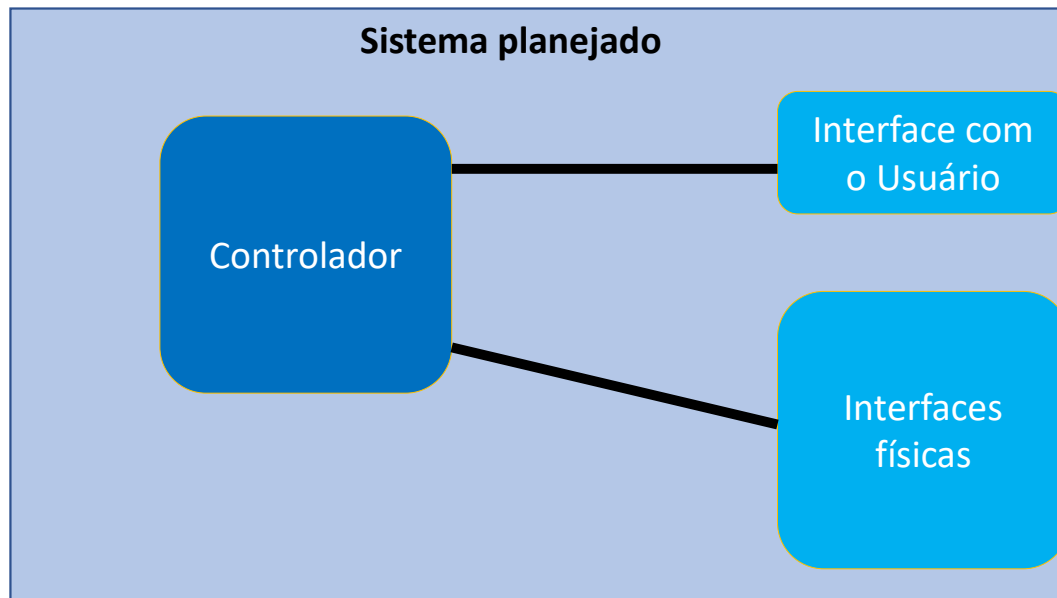 Sistema planejado
Interface com
o Usuário
Controlador
Interfaces
físicas